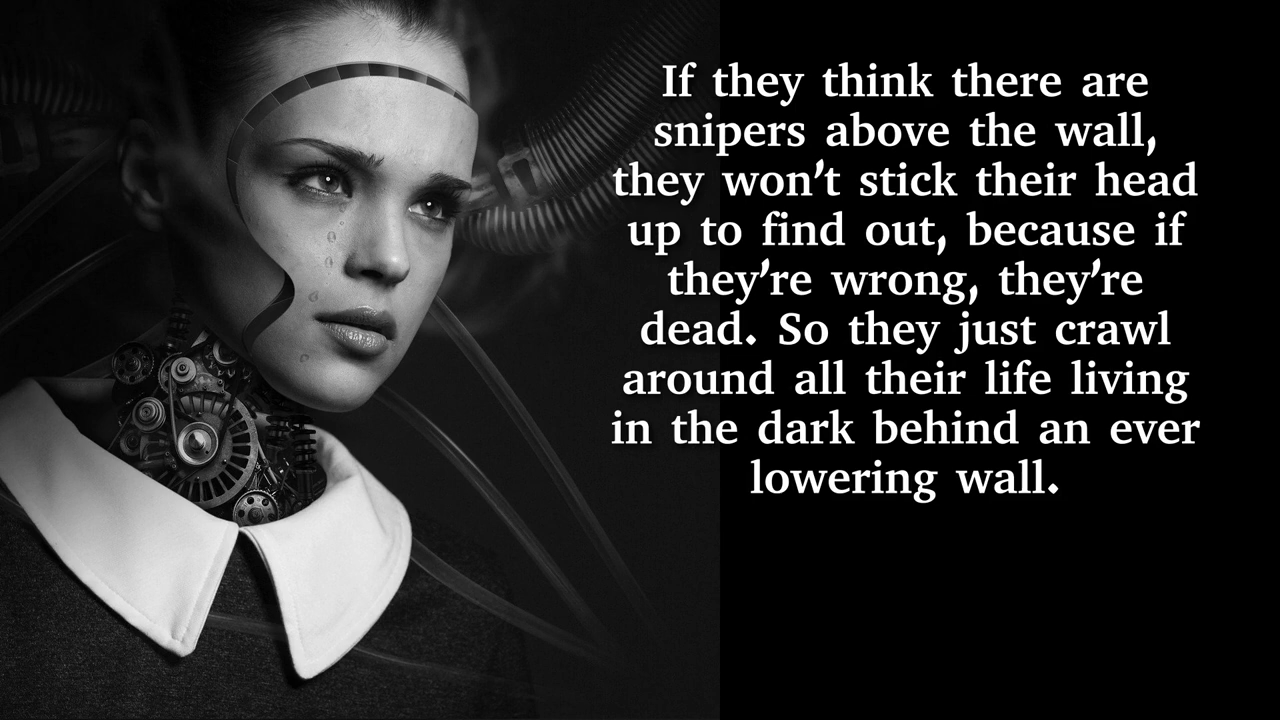 If they think there are
snipers above the wall,
they won't stick their head
up to find out, because if
they're wrong, they're
dead. So they just crawl
around all their life living
in the dark behind an ever
lowering wall.